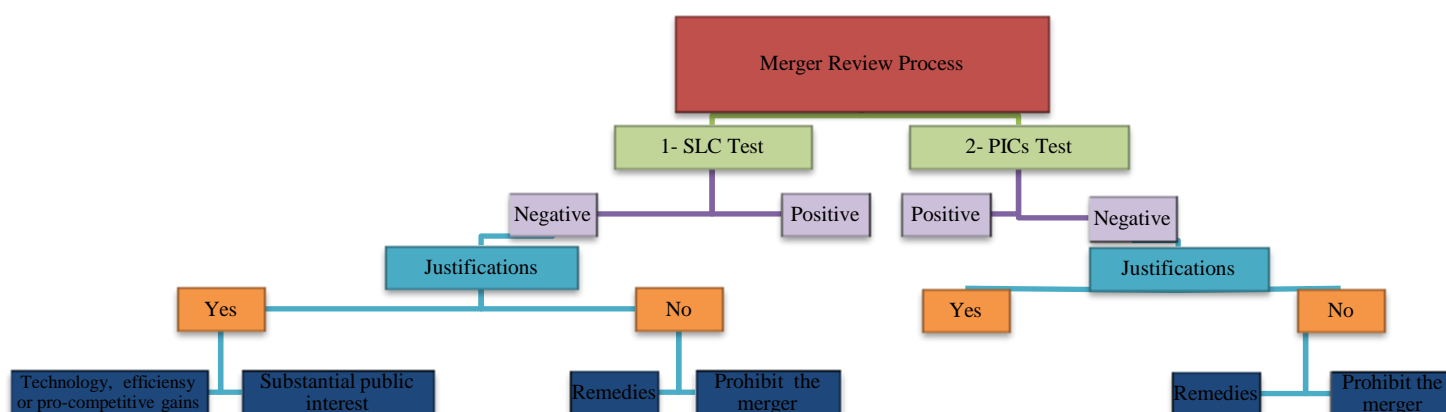 Merger Review Process
1- SLC Test
2- PICs Test
Negative
Positive
Positive
Negative
Justifications
Justifications
Yes
No
Yes
No
Technology, efficiensy
or pro-competitive gains
Substantial public
interest
Remedies
Prohibit the
merger
Remedies
Prohibit the
merger